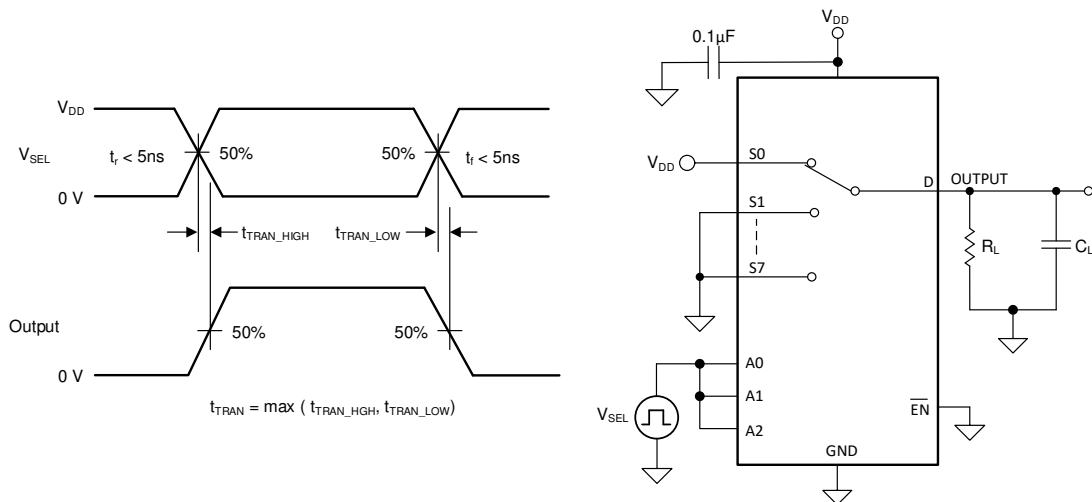 V_DD
V_SEL
t_r < 5ns
50%
50%
t_f < 5ns
0 V
t_TRAN_HIGH
t_TRAN_LOW
Output
50%
50%
0 V
t_TRAN = max ( t_TRAN_HGH, t_TRAN_LOW)
V_DD
0.1µF
V_DD
S0
D
OUTPUT
S1
R_L
C_L
S7
A0
A1
V_SEL
A2
EN
GND